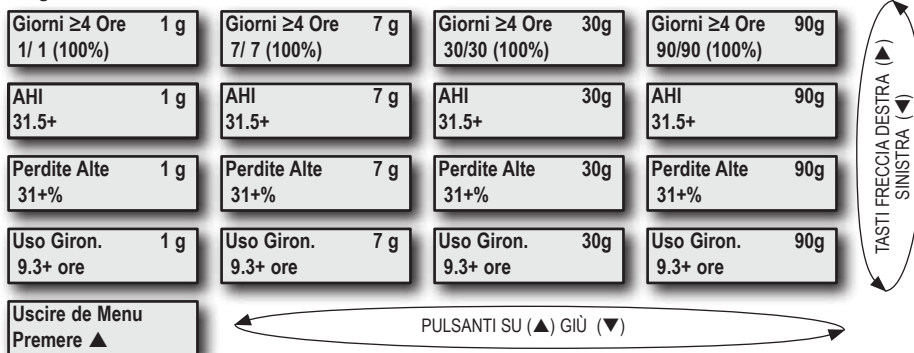 Giorni ≥4 Ore 1 g
1/ 1 (100%)
Giorni ≥4 Ore 7 g
7/ 7 (100%)
Giorni ≥4 Ore 30g
30/30 (100%)
Giorni ≥4 Ore 90g
90/90 (100%)
AHI 1 g
31.5+
AHI 7 g
31.5+
AHI 30g
31.5+
AHI 90g
31.5+
Perdite Alte 1 g
31+%
Perdite Alte 7 g
31+%
Perdite Alte 30g
31+%
Perdite Alte 90g
31+%
Uso Giron. 1 g
9.3+ ore
Uso Giron. 7 g
9.3+ ore
Uso Giron. 30g
9.3+ ore
Uso Giron. 90g
9.3+ ore
Uscire de Menu
Premere ▲
PULSANTI SU (▲) GIÙ (▼)
TASTI FRECCIA DESTRA (▲)
SINISTRA (▼)